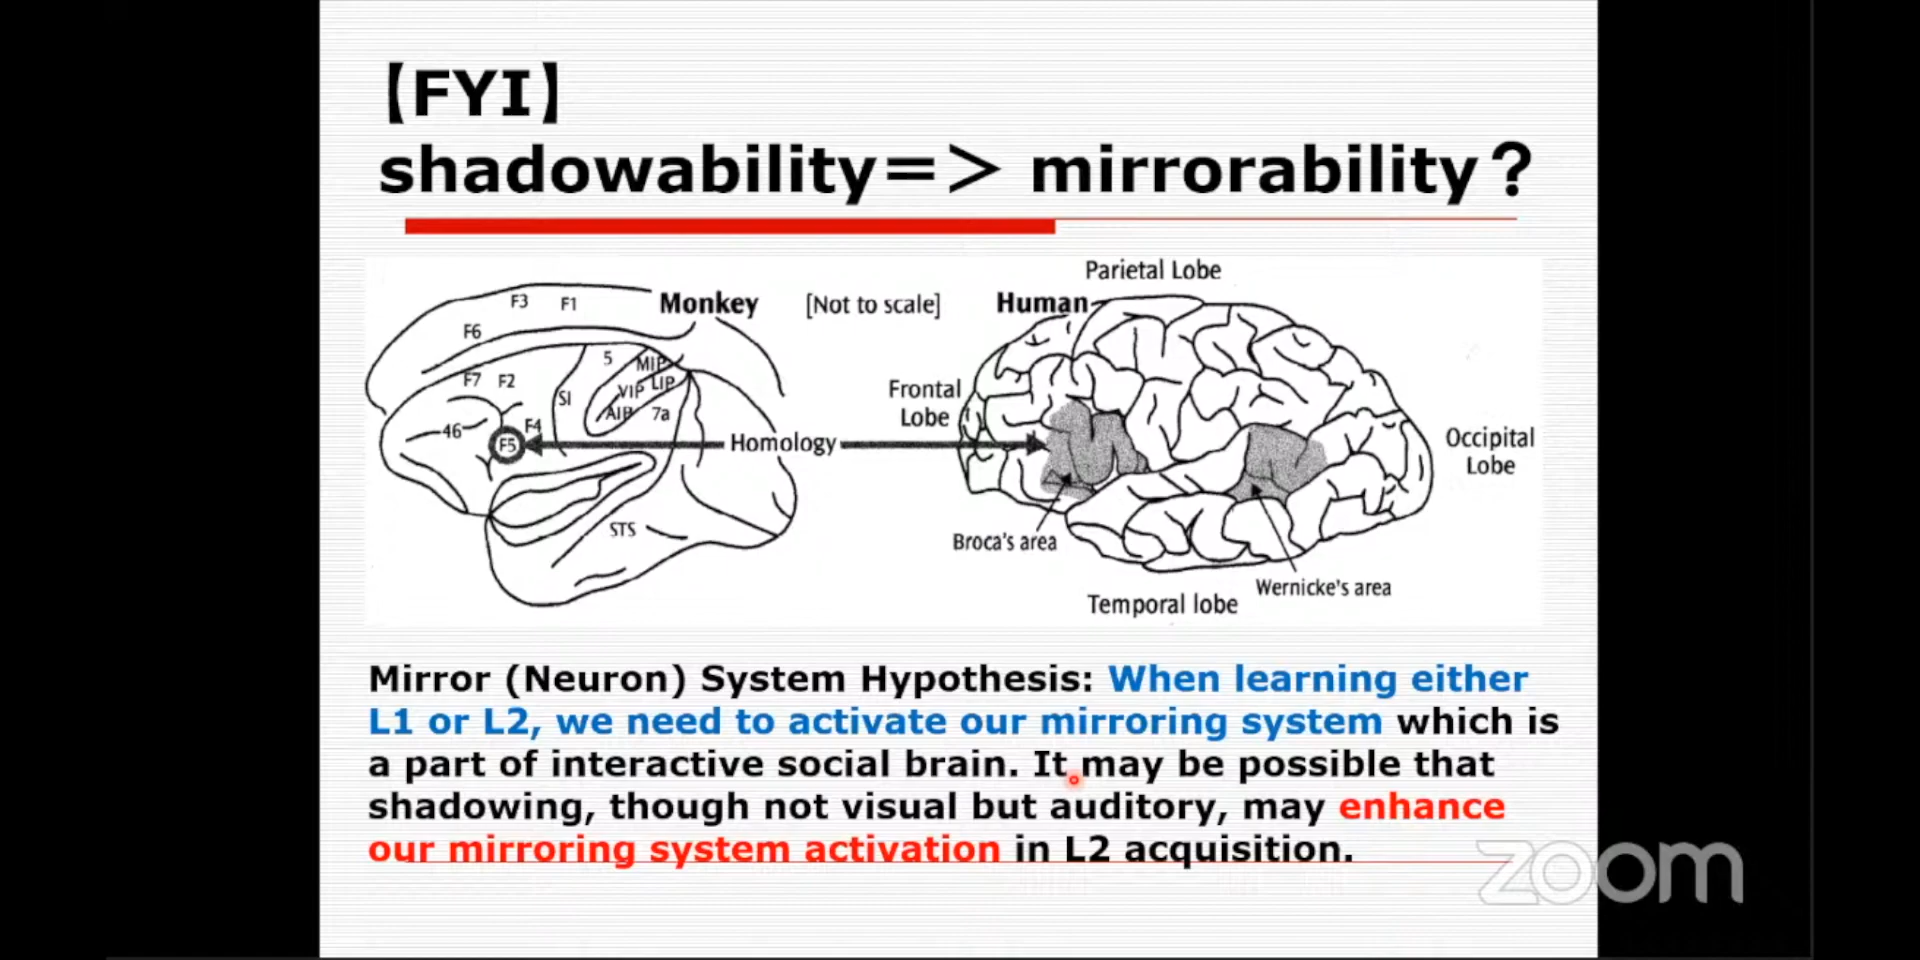 【FYI】
shadowability=> mirrorability?
Parietal Lobe
Monkey [Not to scale] Human
F3 F1
F6
5 MIP
F7 F2 SI VIP LIP
AIP 7a
46 F4
F5
Homology
Frontal
Lobe
Occipital
Lobe
STS
Broca's area
Wernicke's area
Temporal lobe
Mirror (Neuron) System Hypothesis: When learning either
L1 or L2, we need to activate our mirroring system which is
a part of interactive social brain. It may be possible that
shadowing, though not visual but auditory, may enhance
our mirroring system activation in L2 acquisition.
zoom